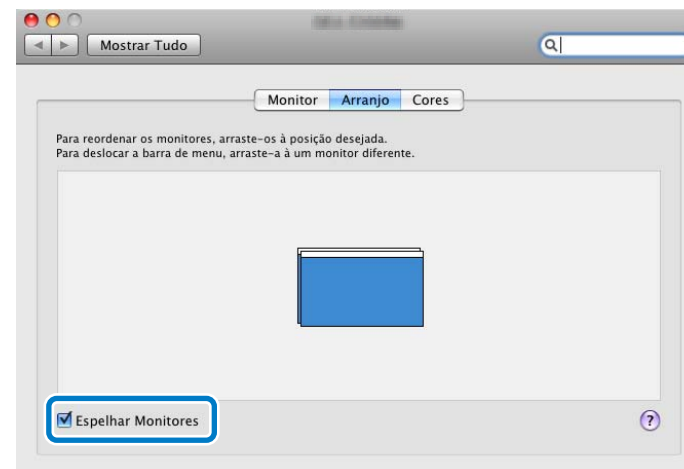 Mostrar Tudo
Monitor Arranjo Cores
Para reordenar os monitores, arraste-os à posição desejada.
Para deslocar a barra de menu, arraste-a à um monitor diferente.
Espelhar Monitores
?